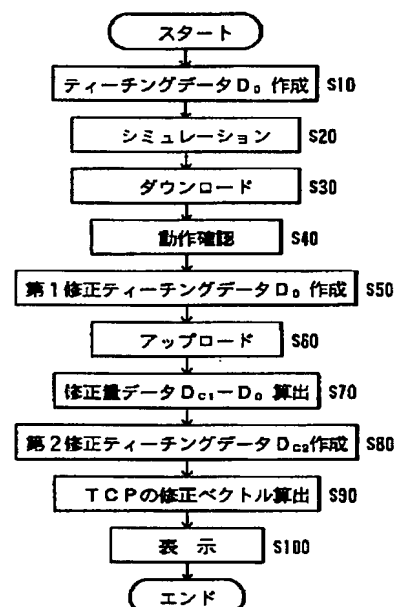 スタート
ティーチングデータD₀ 作成 S10
シミュレーション S20
ダウンロード S30
動作確認 S40
第1修正ティーチングデータD₀ 作成 S50
アップロード S60
修正量データD_C1－D₀ 算出 S70
第2修正ティーチングデータD_C2作成 S80
TCPの修正ベクトル算出 S90
表 示 S100
エンド